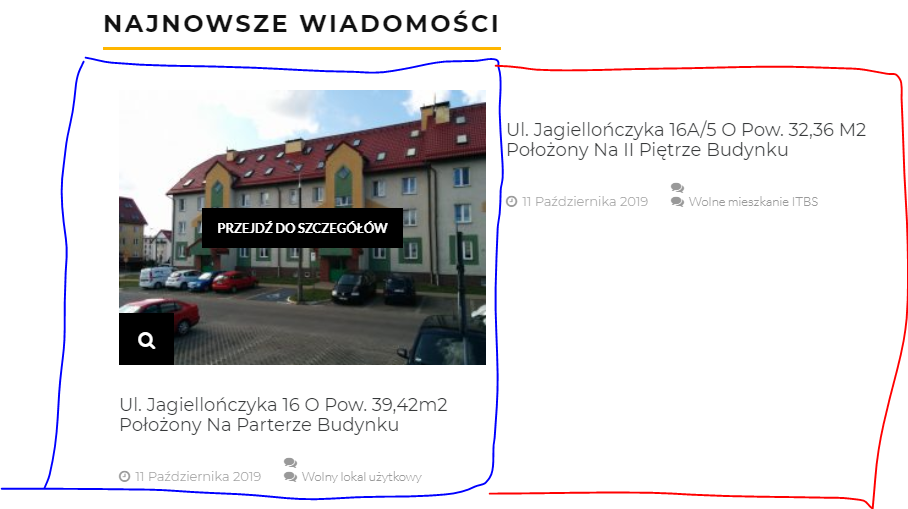 NAJNOWSZE WIADOMOŚCI
PRZEJDŹ DO SZCZEGÓŁÓW
Ul. Jagiellończyka 16 O Pow. 39,42m2
Położony Na Parterze Budynku
11 Października 2019
Wolny lokal użytkowy
Ul. Jagiellończyka 16A/5 O Pow. 32,36 M2
Położony Na II Piętrze Budynku
11 Października 2019
Wolne mieszkanie ITBS